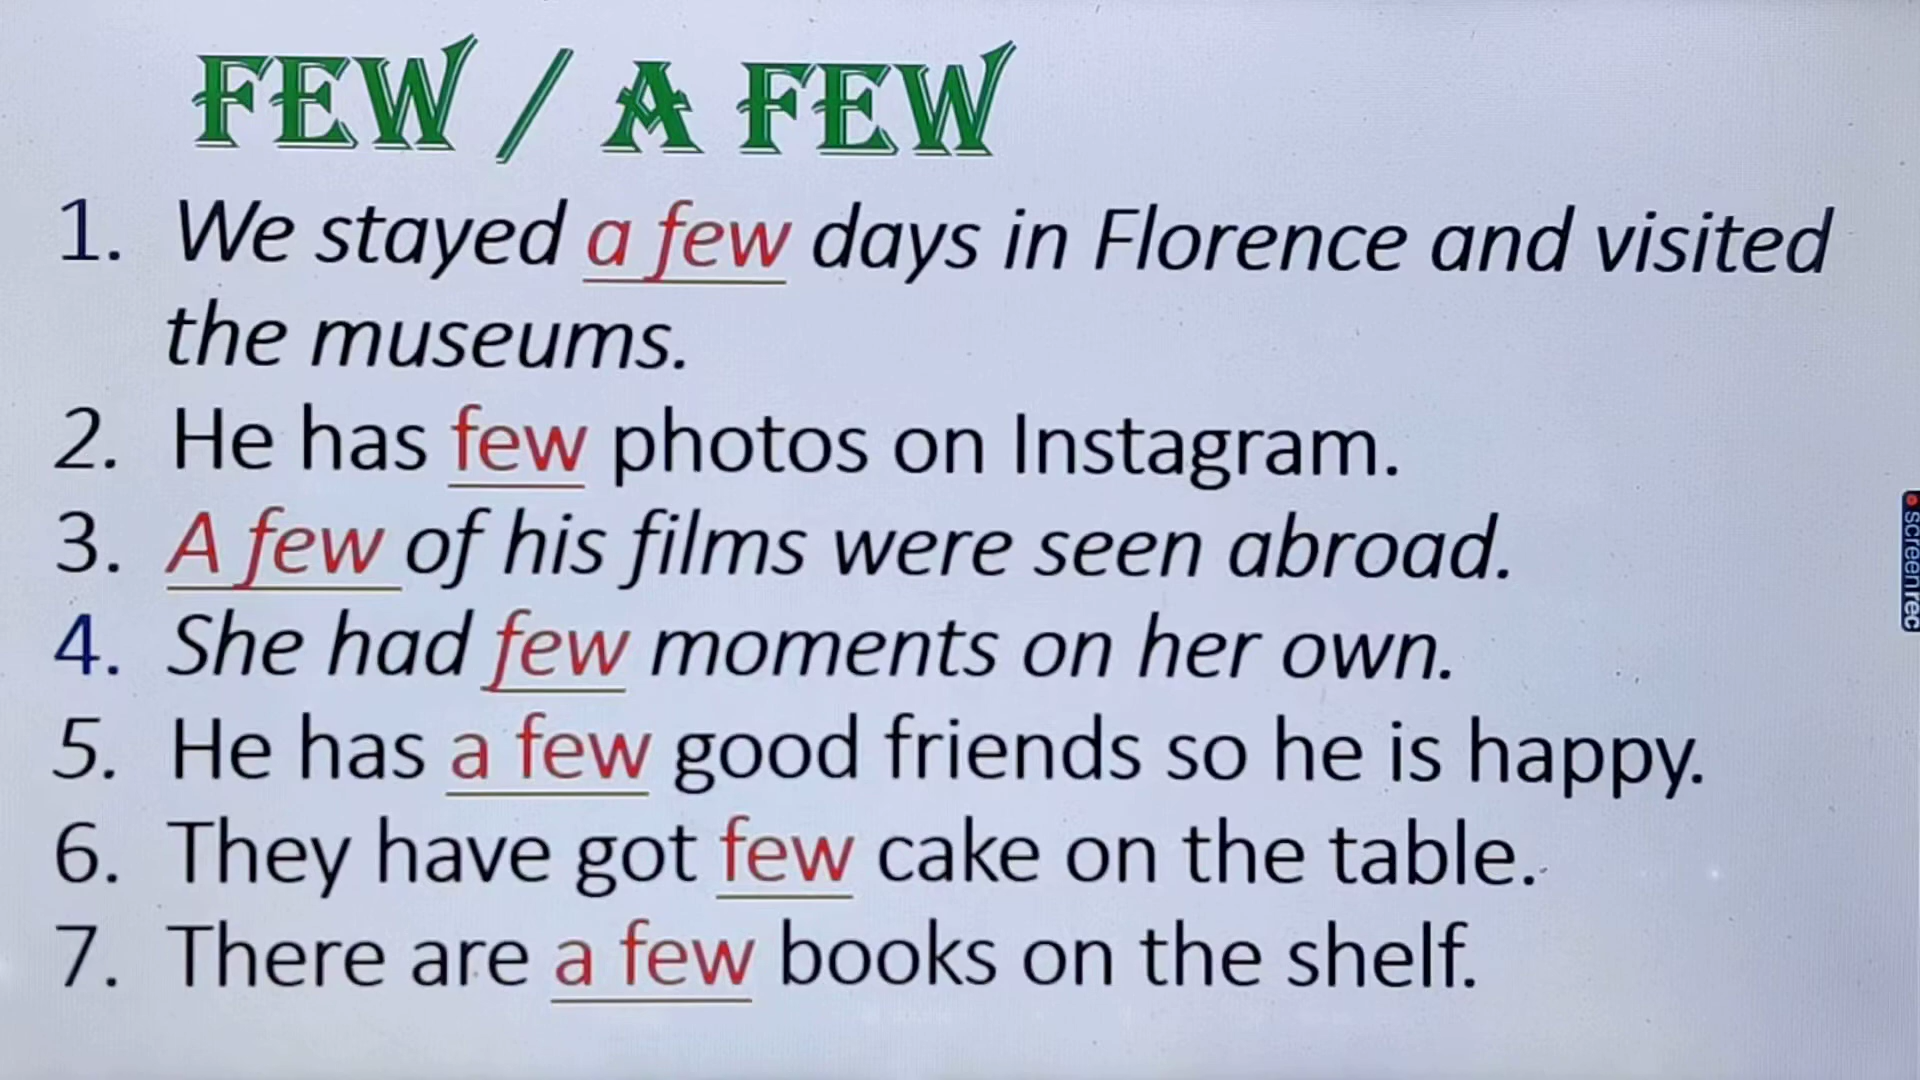 FEW / A FEW
1. We stayed a few days in Florence and visited
the museums.
2. He has few photos on Instagram.
3. A few of his films were seen abroad.
4. She had few moments on her own.
5. He has a few good friends so he is happy.
6. They have got few cake on the table.
7. There are a few books on the shelf.
screenrec